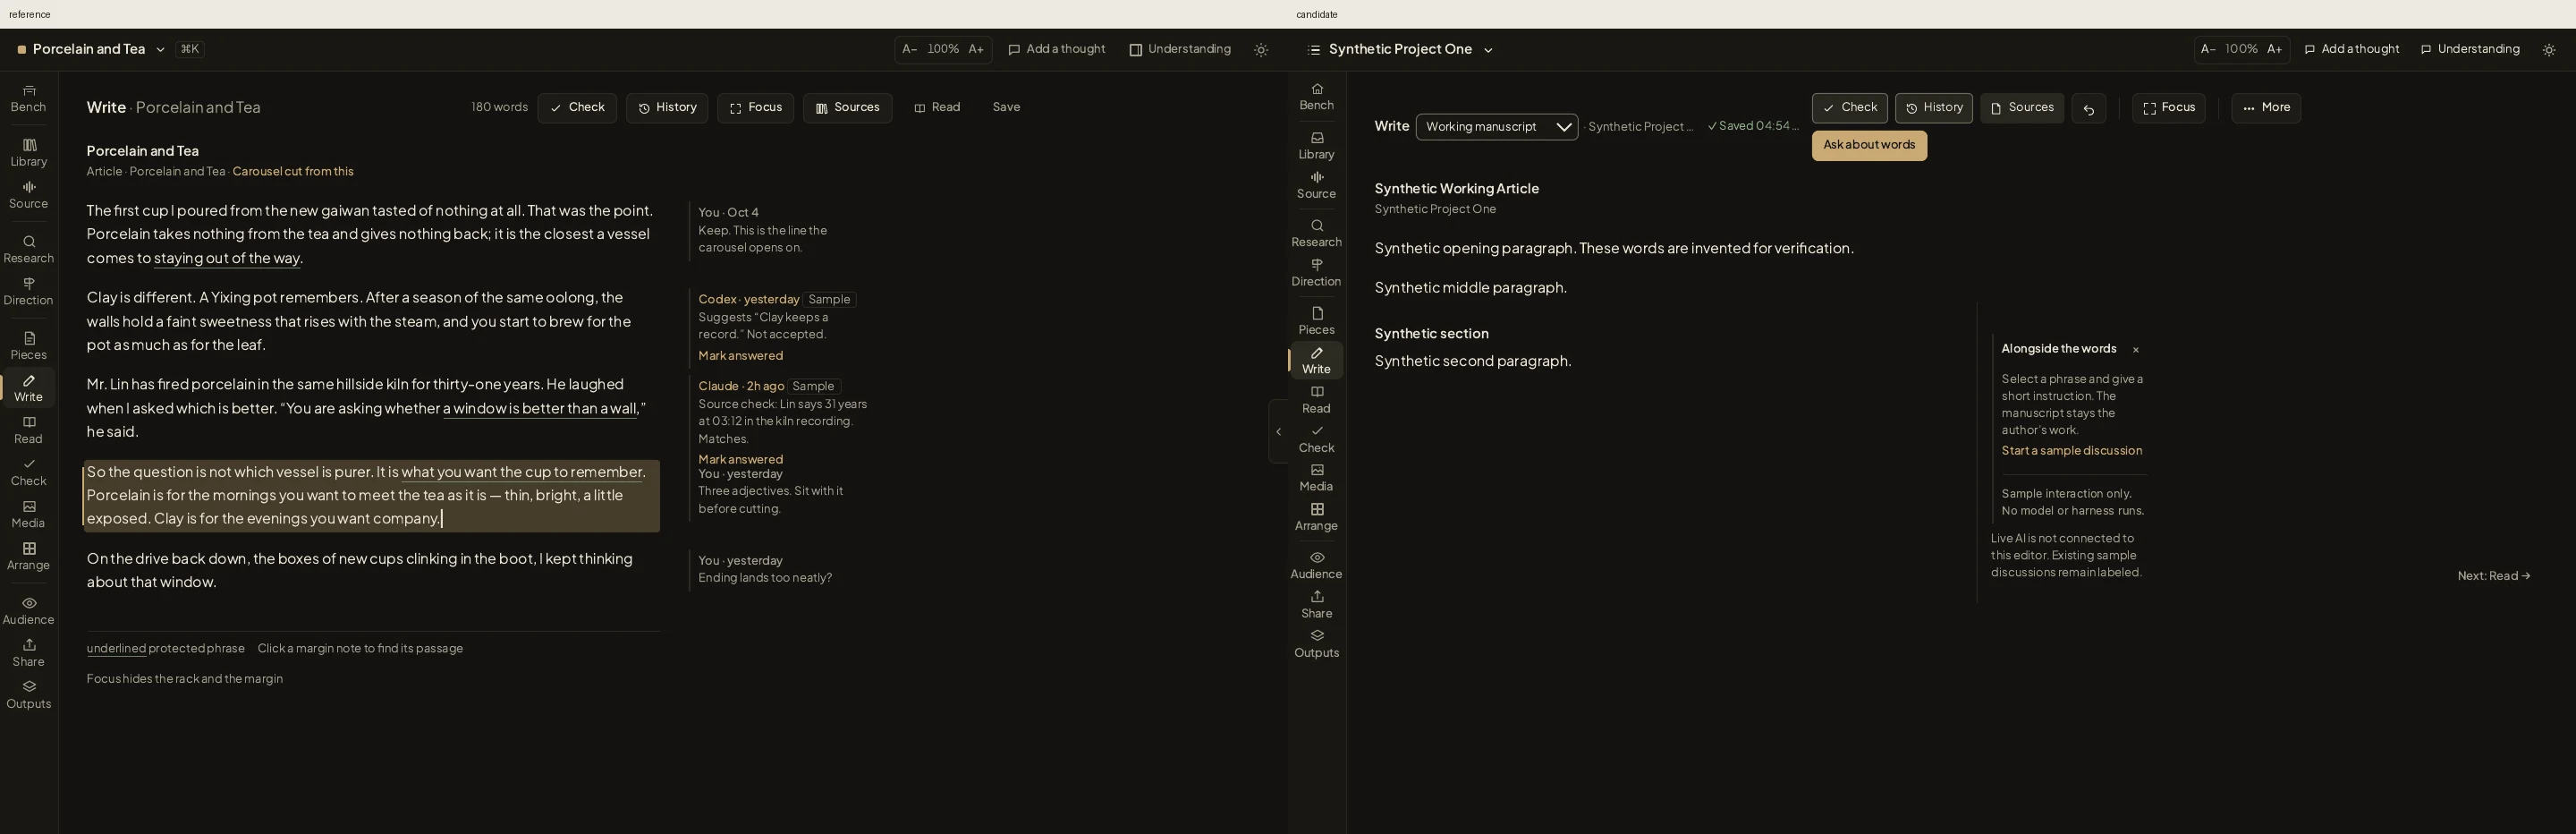 reference
Porcelain and Tea ⌘K
A− 100% A+ Add a thought Understanding
Bench
Library
Source
Research
Direction
Pieces
Write
Read
Check
Media
Arrange
Audience
Share
Outputs
Write · Porcelain and Tea
180 words Check History Focus Sources Read Save
Porcelain and Tea
Article · Porcelain and Tea · Carousel cut from this
The first cup I poured from the new gaiwan tasted of nothing at all. That was the point.
Porcelain takes nothing from the tea and gives nothing back; it is the closest a vessel
comes to staying out of the way.
Clay is different. A Yixing pot remembers. After a season of the same oolong, the
walls hold a faint sweetness that rises with the steam, and you start to brew for the
pot as much as for the leaf.
Mr. Lin has fired porcelain in the same hillside kiln for thirty-one years. He laughed
when I asked which is better. “You are asking whether a window is better than a wall,”
he said.
So the question is not which vessel is purer. It is what you want the cup to remember.
Porcelain is for the mornings you want to meet the tea as it is — thin, bright, a little
exposed. Clay is for the evenings you want company.
On the drive back down, the boxes of new cups clinking in the boot, I kept thinking
about that window.
You · Oct 4
Keep. This is the line the
carousel opens on.
Codex · yesterday Sample
Suggests “Clay keeps a
record.” Not accepted.
Mark answered
Claude · 2h ago Sample
Source check: Lin says 31 years
at 03:12 in the kiln recording.
Matches.
Mark answered
You · yesterday
Three adjectives. Sit with it
before cutting.
You · yesterday
Ending lands too neatly?
underlined protected phrase Click a margin note to find its passage
Focus hides the rack and the margin
candidate
Synthetic Project One
A− 100% A+ Add a thought Understanding
Bench
Library
Source
Research
Direction
Pieces
Write
Read
Check
Media
Arrange
Audience
Share
Outputs
Write Working manuscript · Synthetic Project ... ✓ Saved 04:54 ...
Check History Sources Focus ••• More
Ask about words
Synthetic Working Article
Synthetic Project One
Synthetic opening paragraph. These words are invented for verification.
Synthetic middle paragraph.
Synthetic section
Synthetic second paragraph.
Alongside the words ×
Select a phrase and give a
short instruction. The
manuscript stays the
author’s work.
Start a sample discussion
Sample interaction only.
No model or harness runs.
Live AI is not connected to
this editor. Existing sample
discussions remain labeled.
Next: Read →